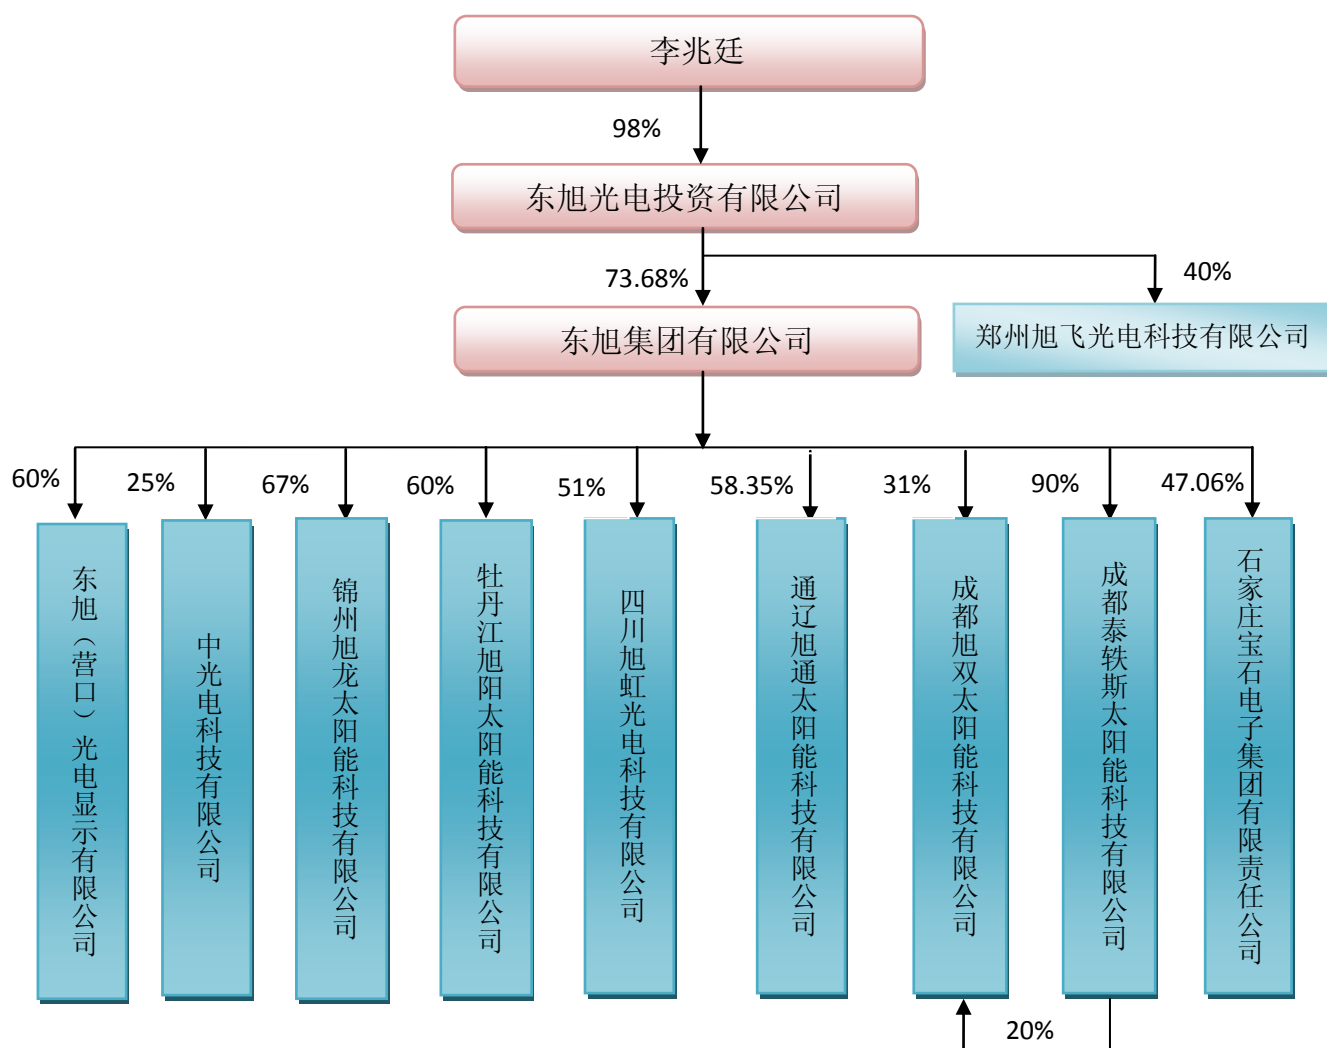 李兆廷
98%
东旭光电投资有限公司
73.68%
40%
东旭集团有限公司
郑州旭飞光电科技有限公司
60%
25%
67%
60%
51%
58.35%
31%
90%
47.06%
东旭（营口）光电显示有限公司
中光电科技有限公司
锦州旭龙太阳能科技有限公司
牡丹江旭阳太阳能科技有限公司
四川旭虹光电科技有限公司
通辽旭通太阳能科技有限公司
成都旭双太阳能科技有限公司
成都泰轶斯太阳能科技有限公司
石家庄宝石电子集团有限责任公司
20%